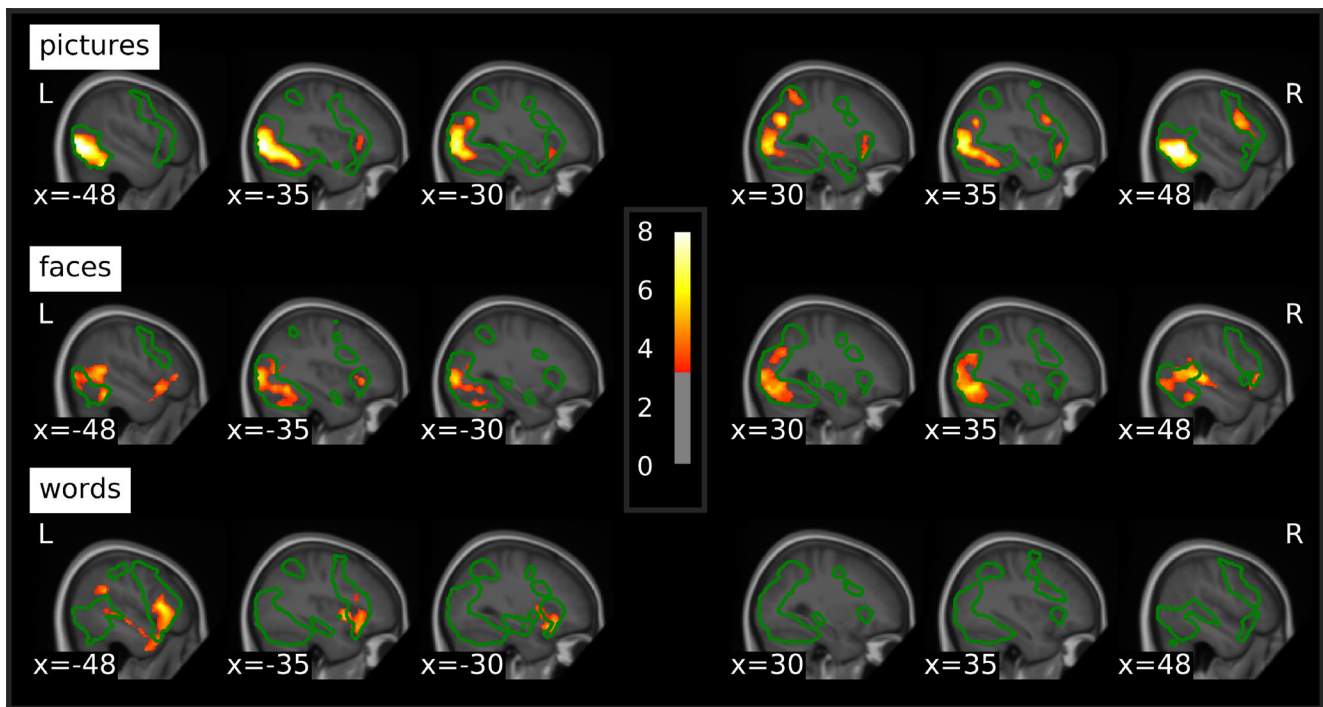 pictures
L
R
x=-48
x=-35
x=-30
x=30
x=35
x=48
8
6
4
2
0
faces
L
R
x=-48
x=-35
x=-30
x=30
x=35
x=48
words
L
R
x=-48
x=-35
x=-30
x=30
x=35
x=48